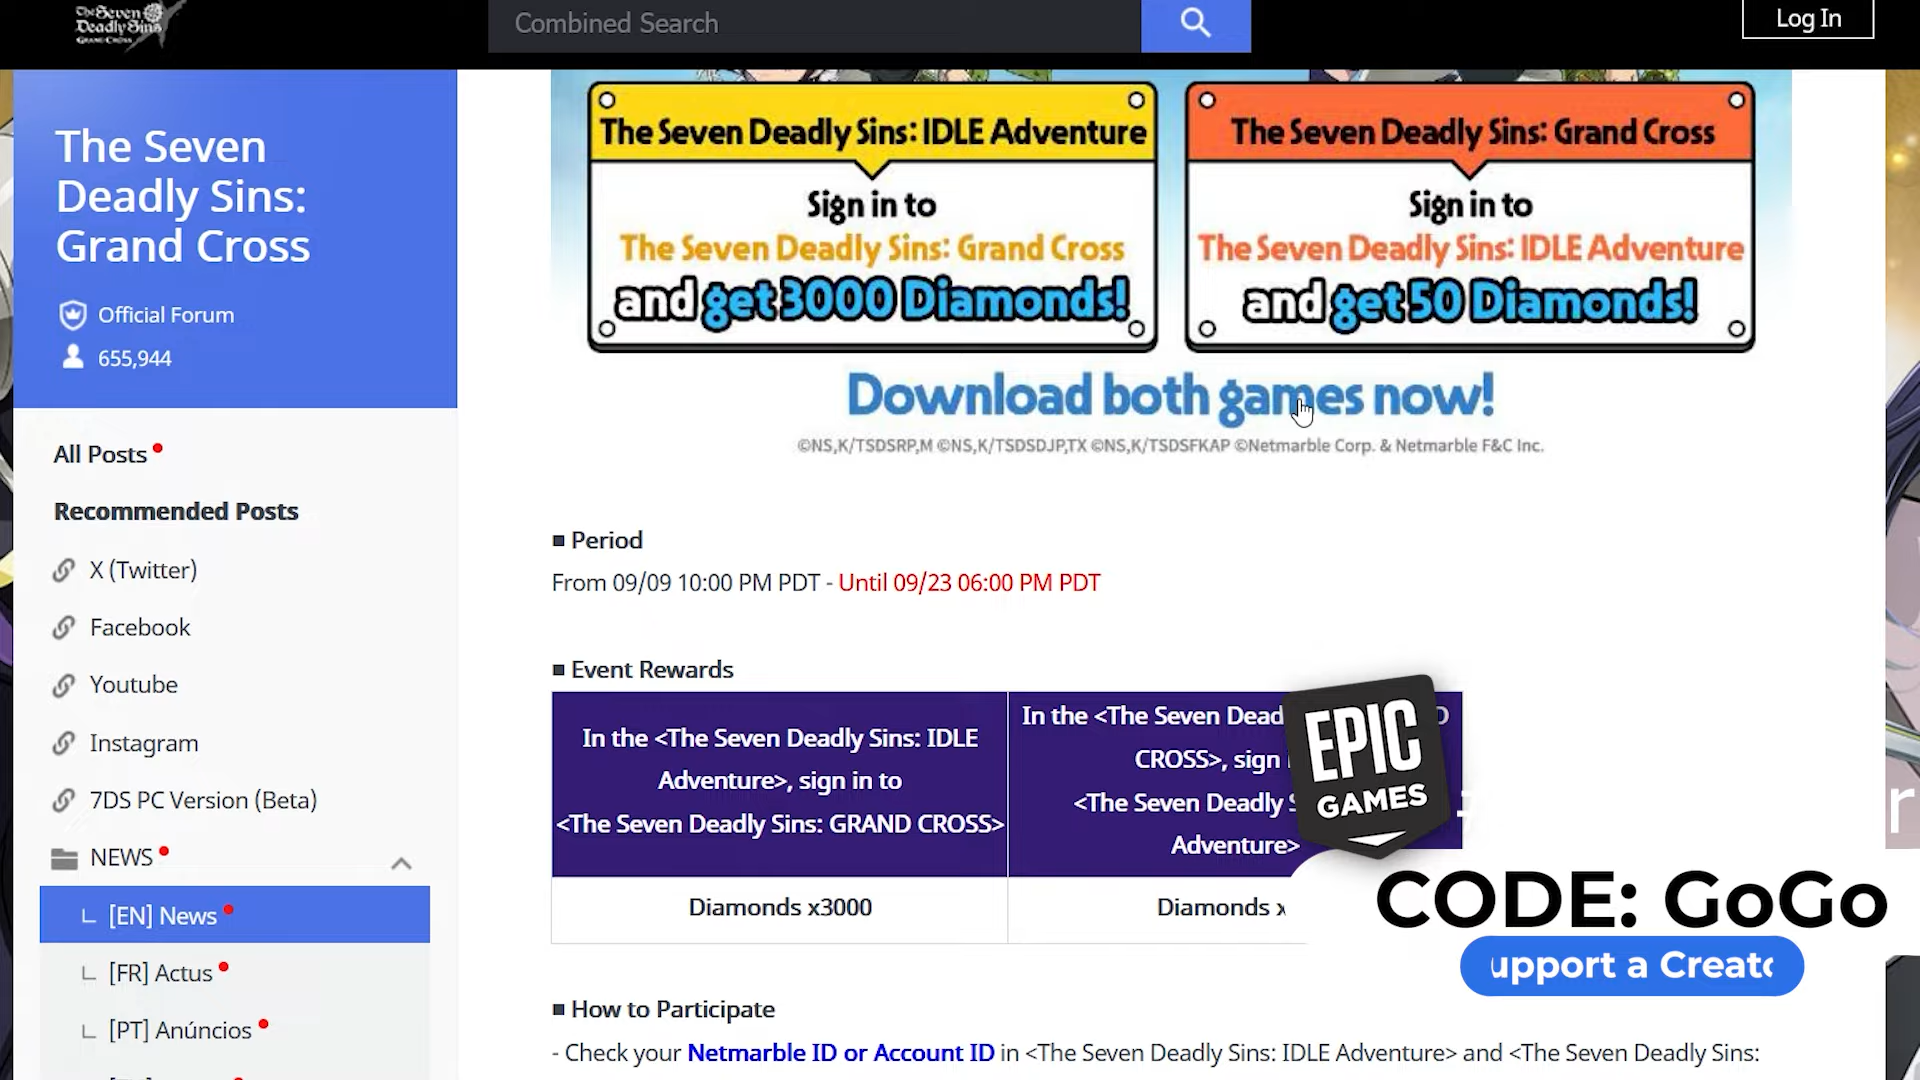 The Seven
Deadly Sins
GRAND CROSS
Combined Search
Log In
The Seven
Deadly Sins:
Grand Cross
Official Forum
655,944
All Posts
Recommended Posts
X (Twitter)
Facebook
Youtube
Instagram
7DS PC Version (Beta)
NEWS
[EN] News
[FR] Actus
[PT] Anúncios
The Seven Deadly Sins: IDLE Adventure
Sign in to
The Seven Deadly Sins: Grand Cross
and get 3000 Diamonds!
The Seven Deadly Sins: Grand Cross
Sign in to
The Seven Deadly Sins: IDLE Adventure
and get 50 Diamonds!
Download both games now!
©NS,K/TSDSRP,M ©NS,K/TSDSDJP,TX ©NS,K/TSDSFKAP ©Netmarble Corp. & Netmarble F&C Inc.
■ Period
From 09/09 10:00 PM PDT - Until 09/23 06:00 PM PDT
■ Event Rewards
In the <The Seven Deadly Sins: IDLE
Adventure>, sign in to
<The Seven Deadly Sins: GRAND CROSS>
In the <The Seven Dead
CROSS>, sign
<The Seven Deadly
Adventure>
Diamonds x3000
Diamonds x
EPIC
GAMES
CODE: GoGo
upport a Creato
■ How to Participate
- Check your Netmarble ID or Account ID in <The Seven Deadly Sins: IDLE Adventure> and <The Seven Deadly Sins: